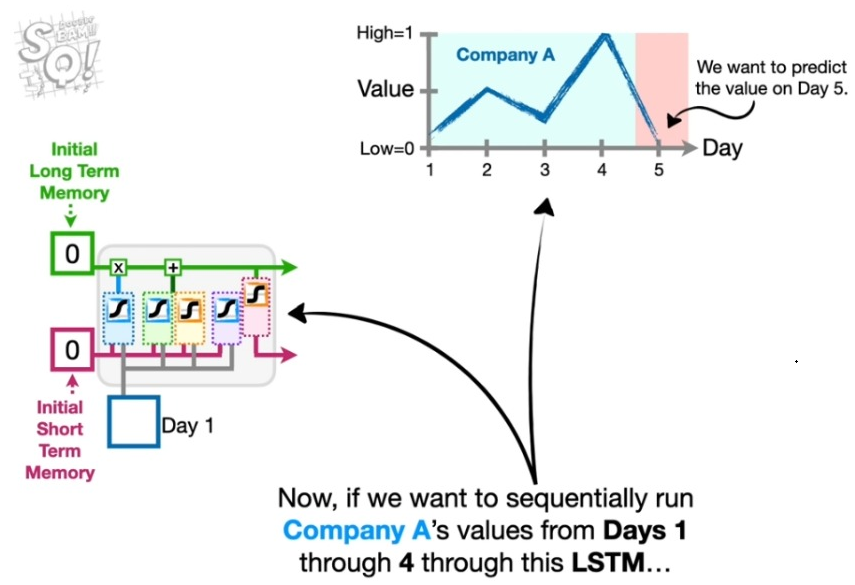 DOUBLE
BAM!!!
SQ!
High=1
Company A
Value
Low=0
1 2 3 4 5
Day
We want to predict
the value on Day 5.
Initial
Long Term
Memory
0
x +
0
Day 1
Initial
Short
Term
Memory
Now, if we want to sequentially run
Company A’s values from Days 1
through 4 through this LSTM…